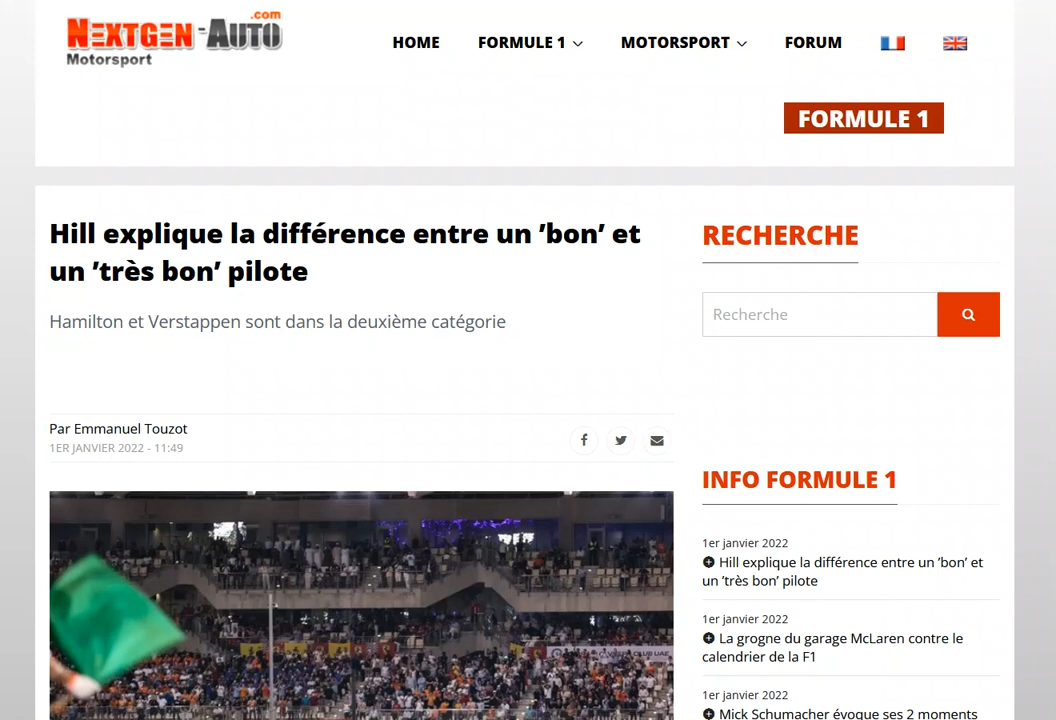 NEXTGEN-AUTO.com
Motorsport
HOME
FORMULE 1
MOTORSPORT
FORUM
FORMULE 1
Hill explique la différence entre un ’bon’ et
un ’très bon’ pilote
Hamilton et Verstappen sont dans la deuxième catégorie
Par Emmanuel Touzot
1ER JANVIER 2022 - 11:49
RECHERCHE
Recherche
INFO FORMULE 1
1er janvier 2022
Hill explique la différence entre un ’bon’ et
un ’très bon’ pilote
1er janvier 2022
La grogne du garage McLaren contre le
calendrier de la F1
1er janvier 2022
Mick Schumacher évoque ses 2 moments